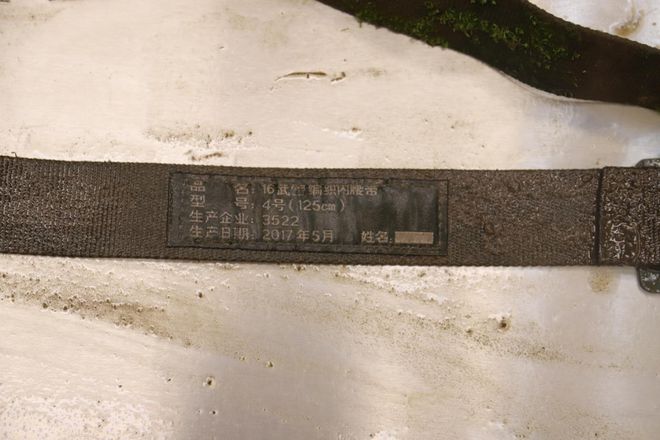 品 名: 16武警编织内腰带
型 号: 4号(125cm)
生产企业: 3522
生产日期: 2017年5月 姓名: